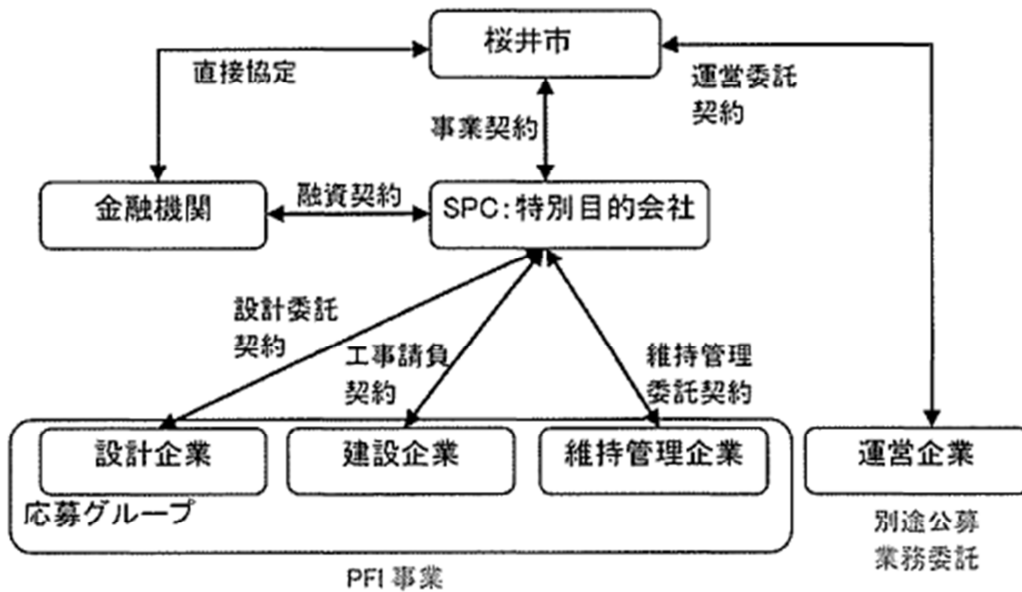 桜井市
直接協定
運営委託
契約
事業契約
金融機関
融資契約
SPC:特別目的会社
設計委託
契約
工事請負
契約
維持管理
委託契約
設計企業
建設企業
維持管理企業
運営企業
応募グループ
別途公募
業務委託
PFI 事業